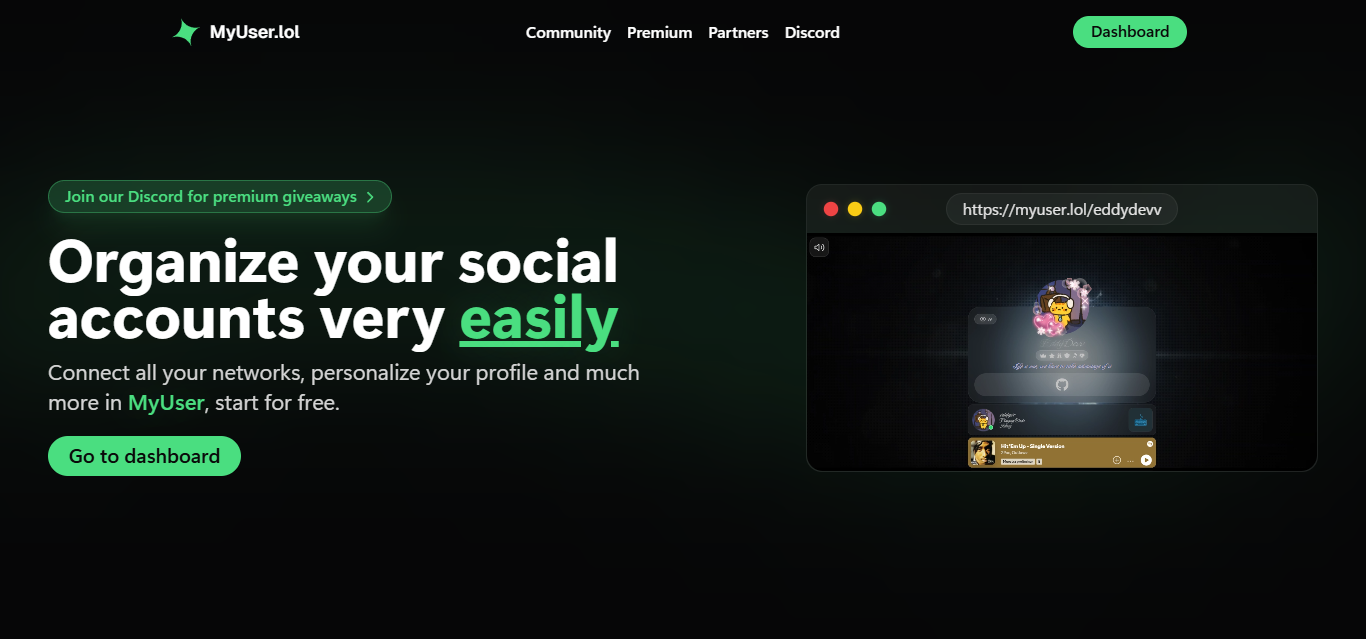 MyUser.lol
Community Premium Partners Discord
Dashboard
Join our Discord for premium giveaways
Organize your social
accounts very easily
Connect all your networks, personalize your profile and much
more in MyUser, start for free.
Go to dashboard
https://myuser.lol/eddydevv
Hit 'Em Up - Single Version